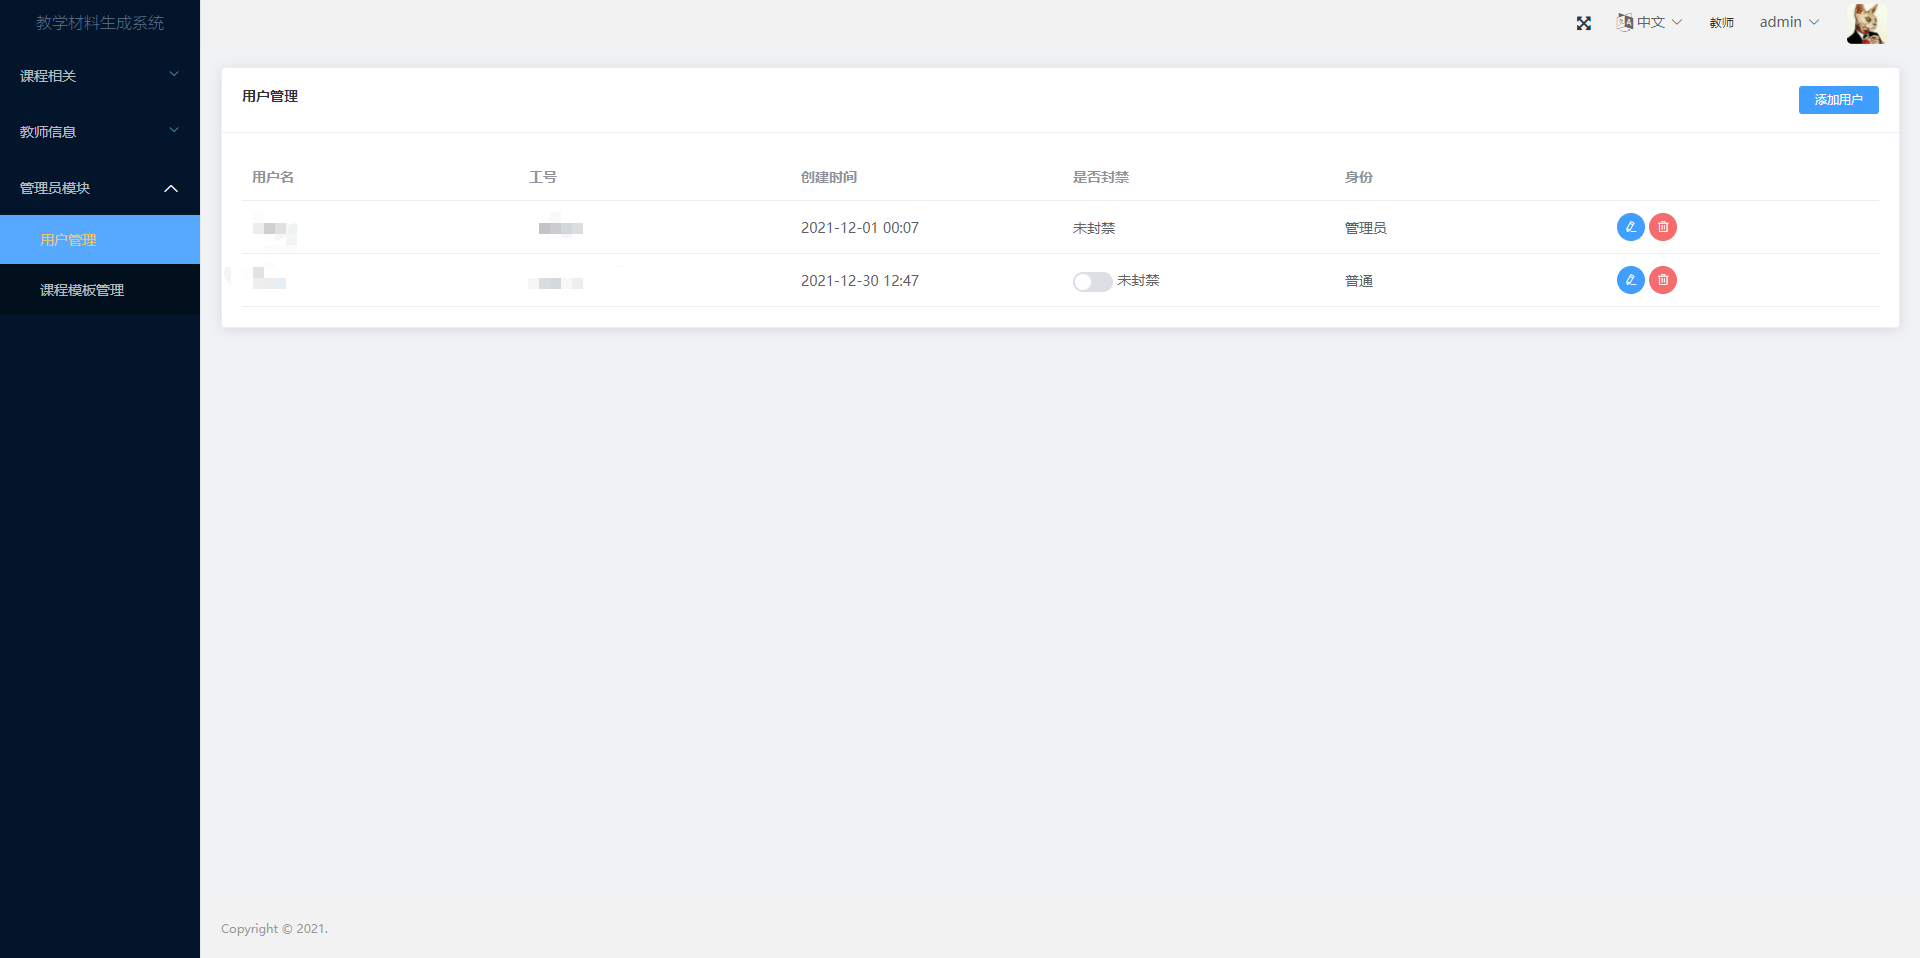 教学材料生成系统
中文
教师
admin
课程相关
教师信息
管理员模块
用户管理
课程模板管理
用户管理
添加用户
用户名 工号 创建时间 是否封禁 身份
2021-12-01 00:07 未封禁 管理员
2021-12-30 12:47 未封禁 普通
Copyright © 2021.